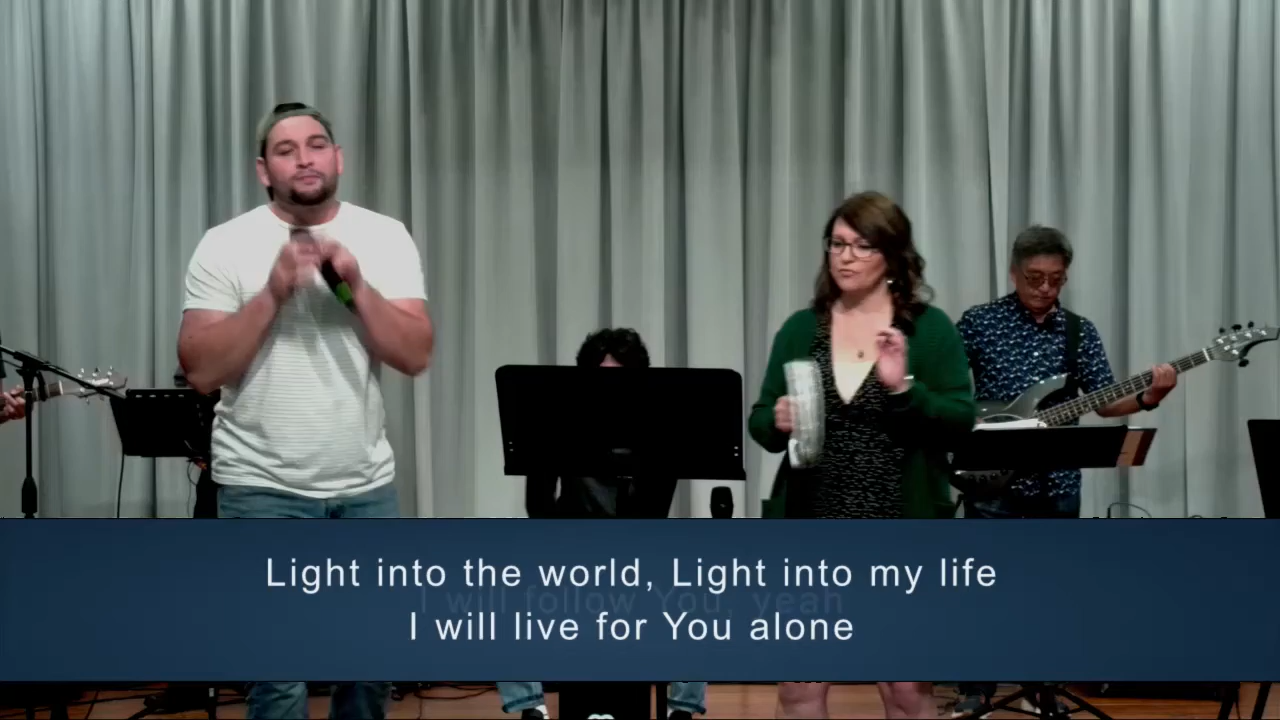 Light into the world, Light into my life
I will follow You, yeah
I will live for You alone